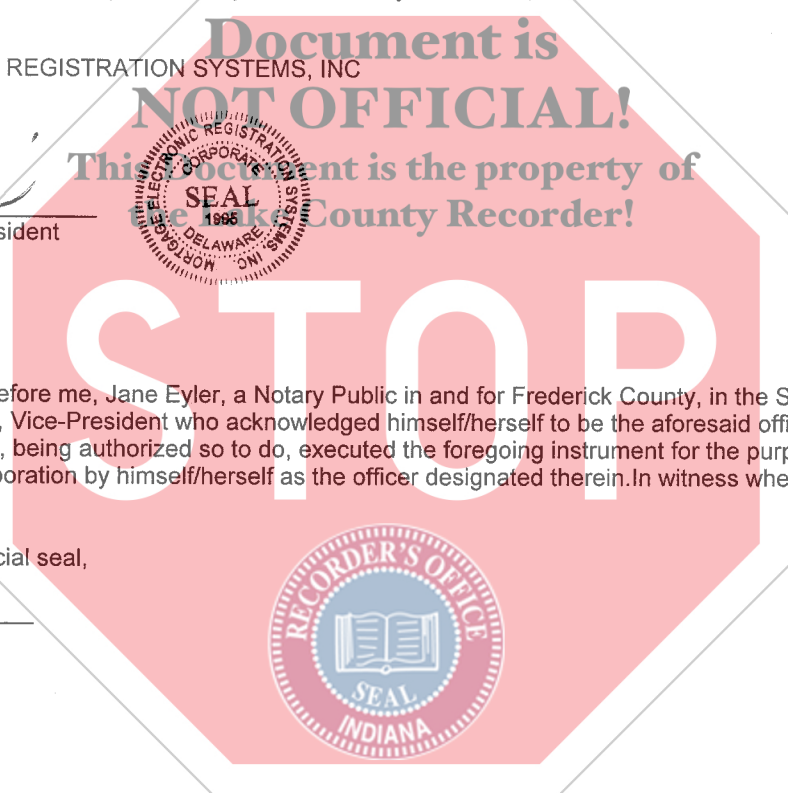 Document is
REGISTRATION SYSTEMS, INC
NOT OFFICIAL!
This Document is the property of
the Lake County Recorder!
MORTGAGE ELECTRONIC REGISTRATION SYSTEMS INC
CORPORATE
SEAL
1995
DELAWARE
sident
STOP
efore me, Jane Eyler, a Notary Public in and for Frederick County, in the S
, Vice-President who acknowledged himself/herself to be the aforesaid offi
, being authorized so to do, executed the foregoing instrument for the purp
poration by himself/herself as the officer designated therein.In witness whe
cial seal,
RECORDER'S OFFICE
SEAL
INDIANA